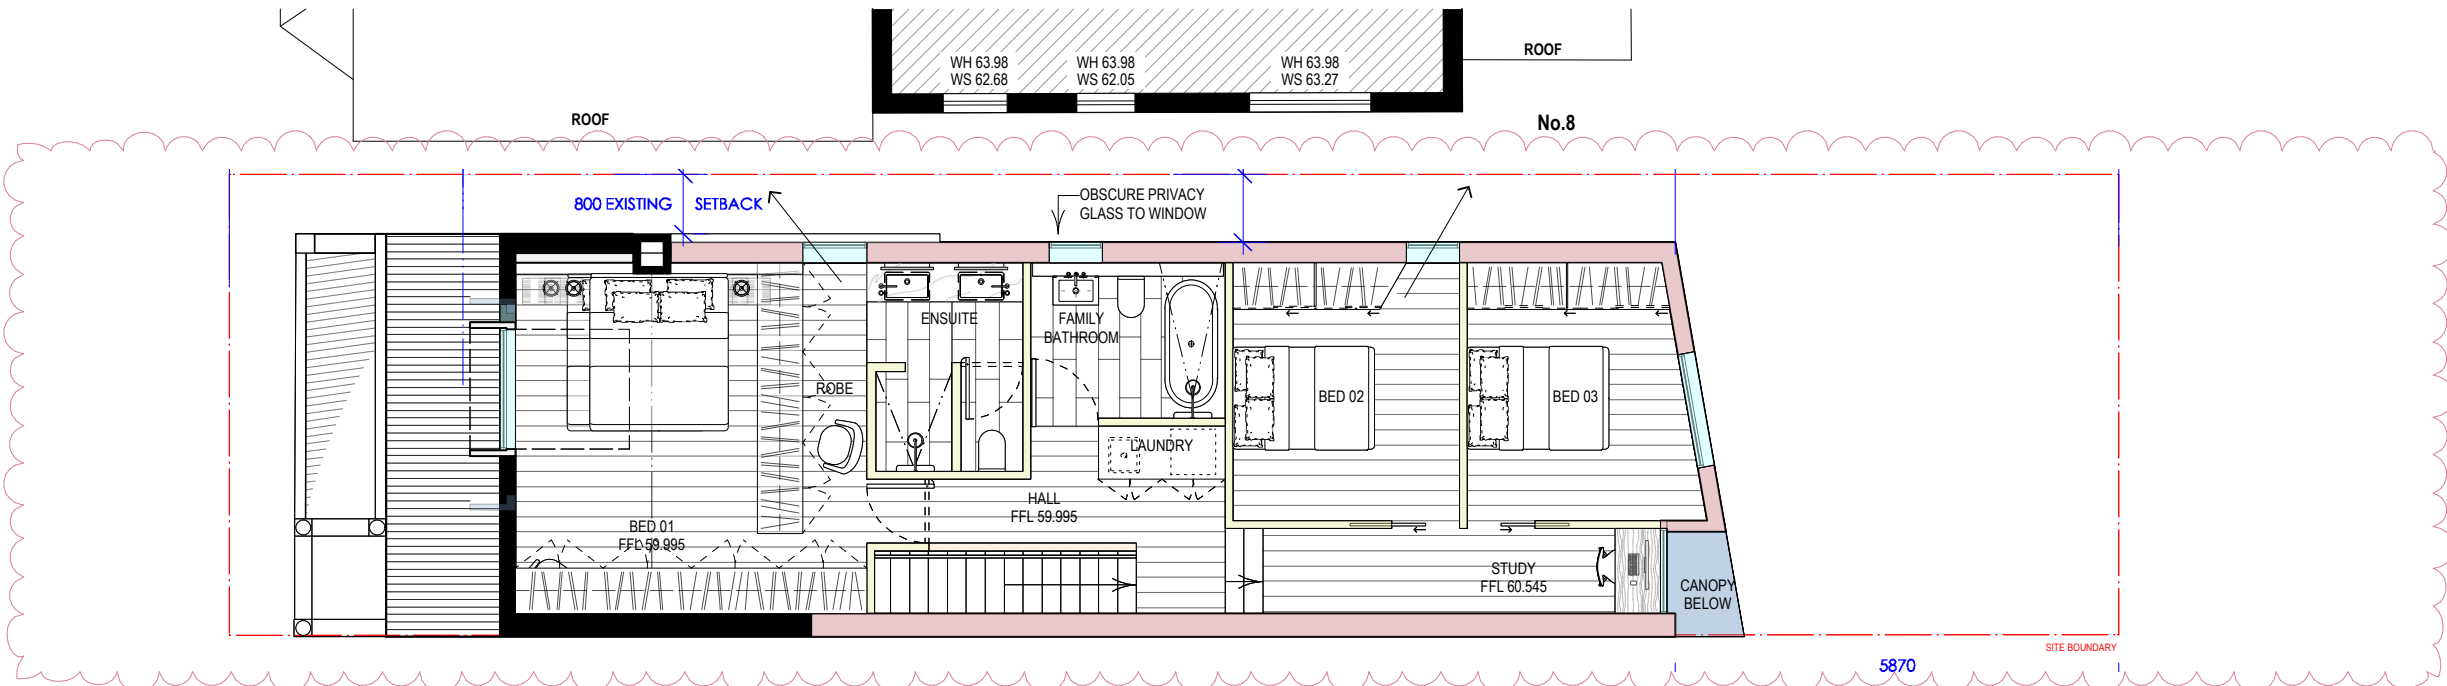 WH 63.98
WS 62.68
WH 63.98
WS 62.05
WH 63.98
WS 63.27
ROOF
ROOF
No.8
800 EXISTING SETBACK
OBSCURE PRIVACY
GLASS TO WINDOW
ENSUITE
FAMILY
BATHROOM
ROBE
BED 02
BED 03
LAUNDRY
HALL
FFL 59.995
BED 01
FFL 59.995
STUDY
FFL 60.545
CANOPY
BELOW
SITE BOUNDARY
5870